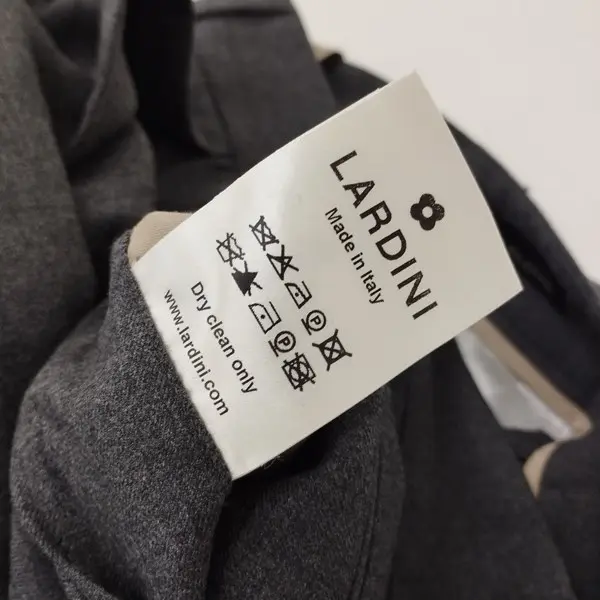 LARDINI
Made in Italy
P
P
Dry clean only
www.lardini.com